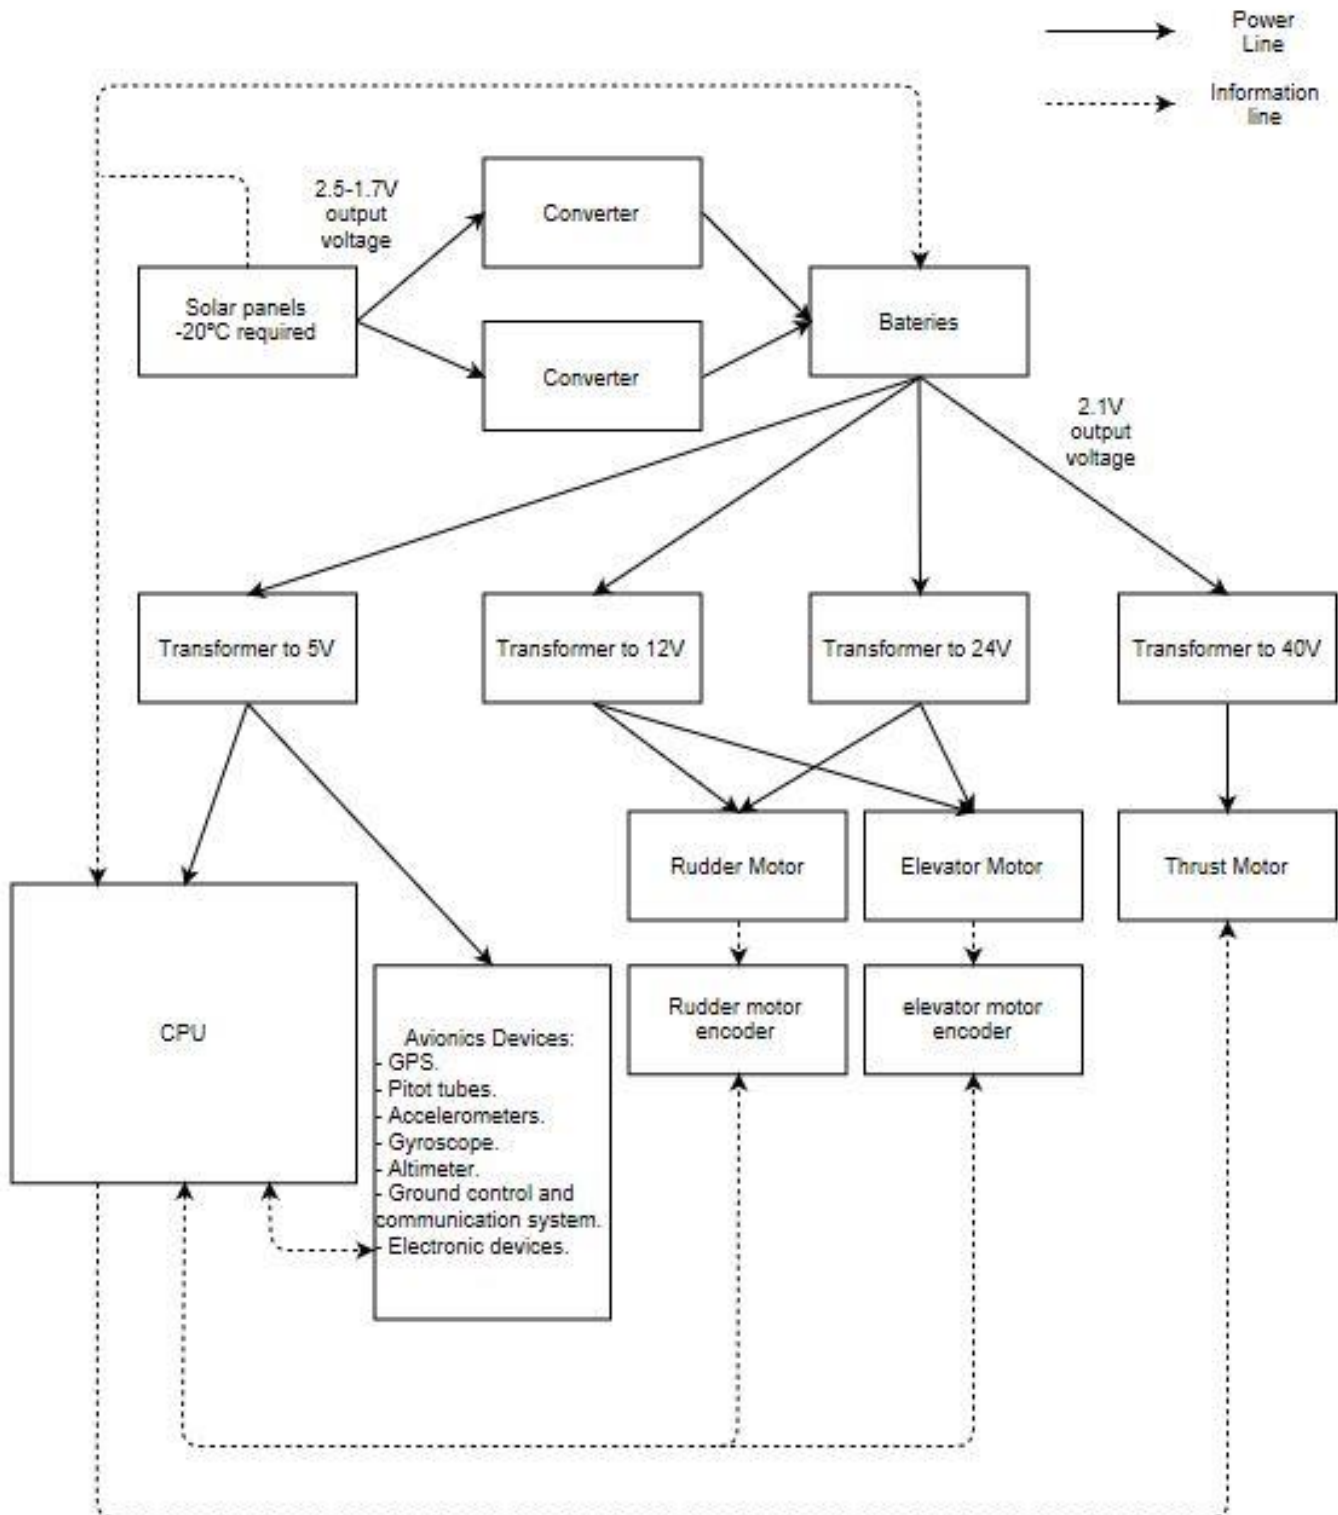 Power
Line
Information
line
2.5-1.7V
output
voltage
Converter
Solar panels
-20ºC required
Converter
Bateries
2.1V
output
voltage
Transformer to 5V
Transformer to 12V
Transformer to 24V
Transformer to 40V
Rudder Motor
Elevator Motor
Thrust Motor
CPU
Avionics Devices:
- GPS.
- Pitot tubes.
- Accelerometers.
- Gyroscope.
- Altimeter.
- Ground control and
communication system.
- Electronic devices.
Rudder motor
encoder
elevator motor
encoder